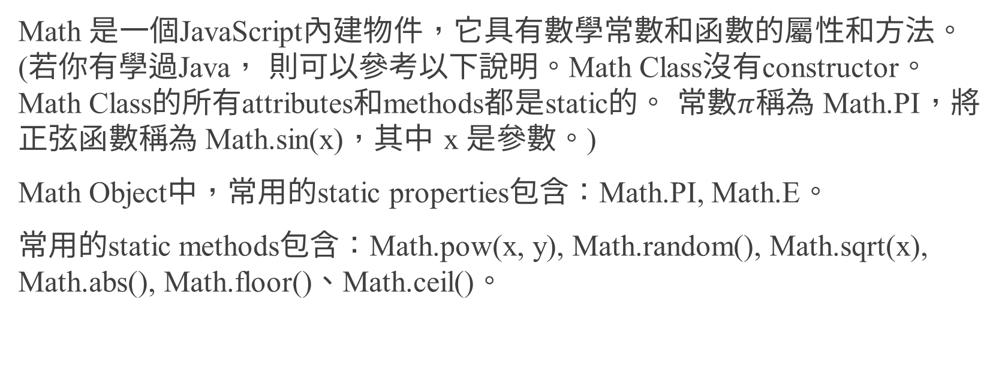 Math 是一個JavaScript內建物件，它具有數學常數和函數的屬性和方法。
(若你有學過Java， 則可以參考以下說明。Math Class沒有constructor。
Math Class的所有attributes和methods都是static的。 常數π稱為 Math.PI，將
正弦函數稱為 Math.sin(x)，其中 x 是參數。)
Math Object中，常用的static properties包含：Math.PI, Math.E。
常用的static methods包含：Math.pow(x, y), Math.random(), Math.sqrt(x),
Math.abs(), Math.floor()、Math.ceil()。